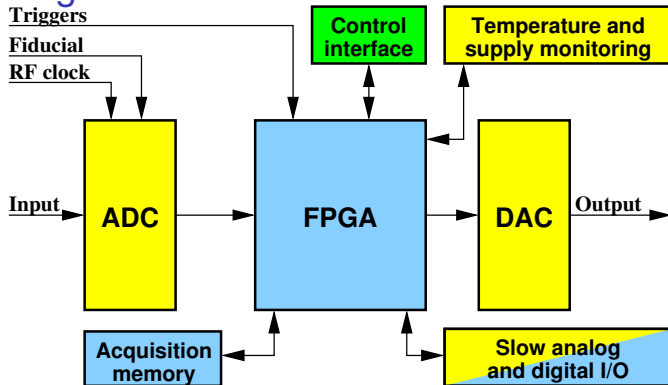 Triggers
Fiducial
RF clock
Control
interface
Temperature and
supply monitoring
Input
ADC
FPGA
DAC
Output
Acquisition
memory
Slow analog
and digital I/O